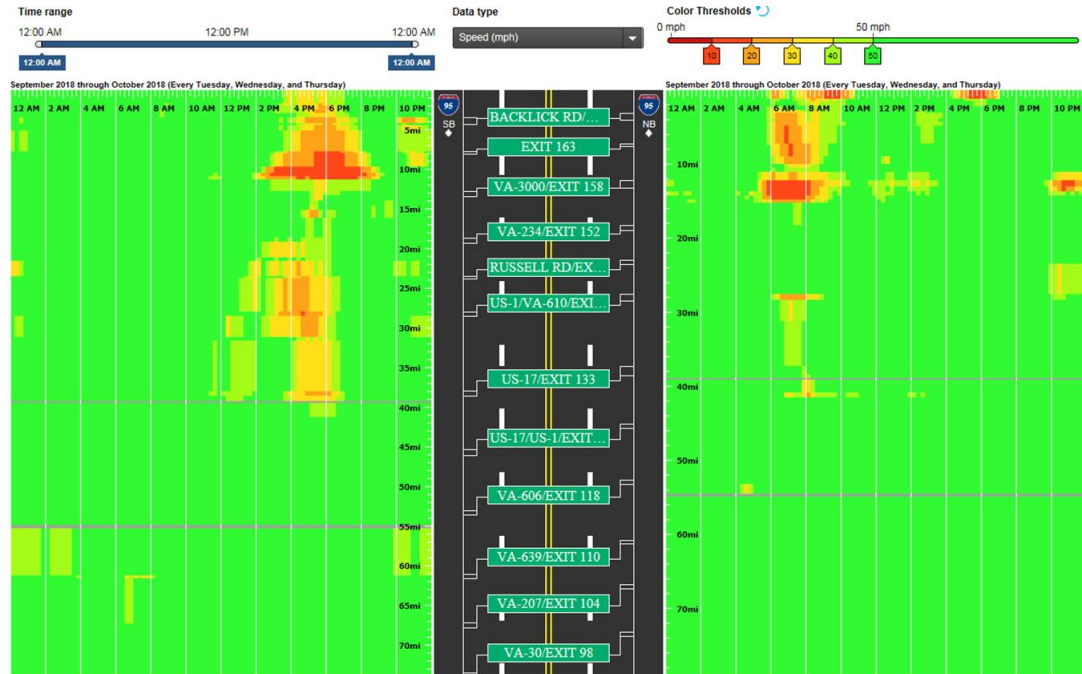 Time range
12:00 AM 12:00 PM 12:00 AM
12:00 AM 12:00 AM
Data type
Speed (mph)
Color Thresholds
0 mph 50 mph
10 20 30 40 50
September 2018 through October 2018 (Every Tuesday, Wednesday, and Thursday)
12 AM 2 AM 4 AM 6 AM 8 AM 10 AM 12 PM 2 PM 4 PM 6 PM 8 PM 10 PM
5mi
10mi
15mi
20mi
25mi
30mi
35mi
40mi
45mi
50mi
55mi
60mi
65mi
70mi
95
SB
BACKLICK RD/...
EXIT 163
VA-3000/EXIT 158
VA-234/EXIT 152
RUSSELL RD/EX...
US-1/VA-610/EXI...
US-17/EXIT 133
US-17/US-1/EXIT...
VA-606/EXIT 118
VA-639/EXIT 110
VA-207/EXIT 104
VA-30/EXIT 98
95
NB
September 2018 through October 2018 (Every Tuesday, Wednesday, and Thursday)
12 AM 2 AM 4 AM 6 AM 8 AM 10 AM 12 PM 2 PM 4 PM 6 PM 8 PM 10 PM
10mi
20mi
30mi
40mi
50mi
60mi
70mi